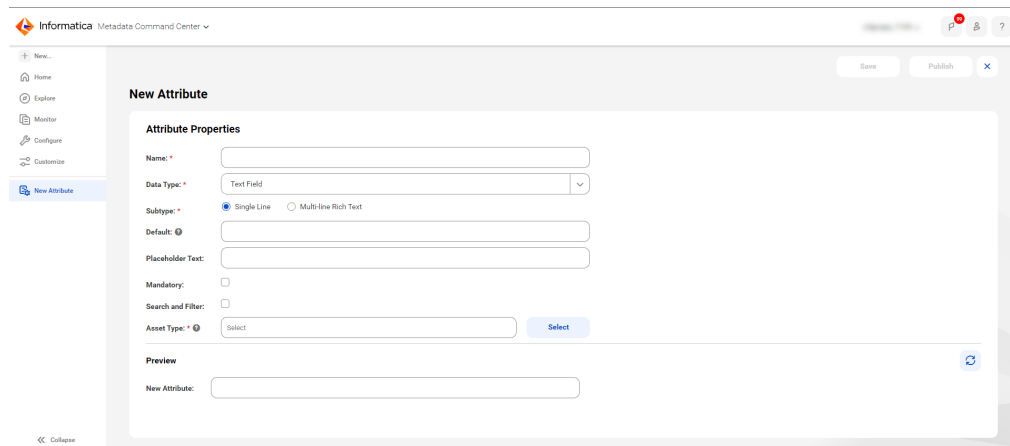 Informatica Metadata Command Center
99
?
New...
Home
Explore
Monitor
Configure
Customize
New Attribute
Collapse
Save Publish
New Attribute
Attribute Properties
Name: *
Data Type: * Text Field
Subtype: * Single Line Multi-line Rich Text
Default: ?
Placeholder Text:
Mandatory:
Search and Filter:
Asset Type: * ? Select Select
Preview
New Attribute: